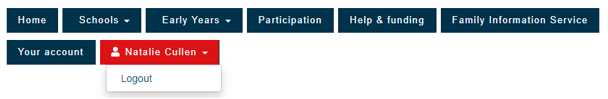 Home Schools Early Years Participation Help & funding Family Information Service
Your account Natalie Cullen
Logout